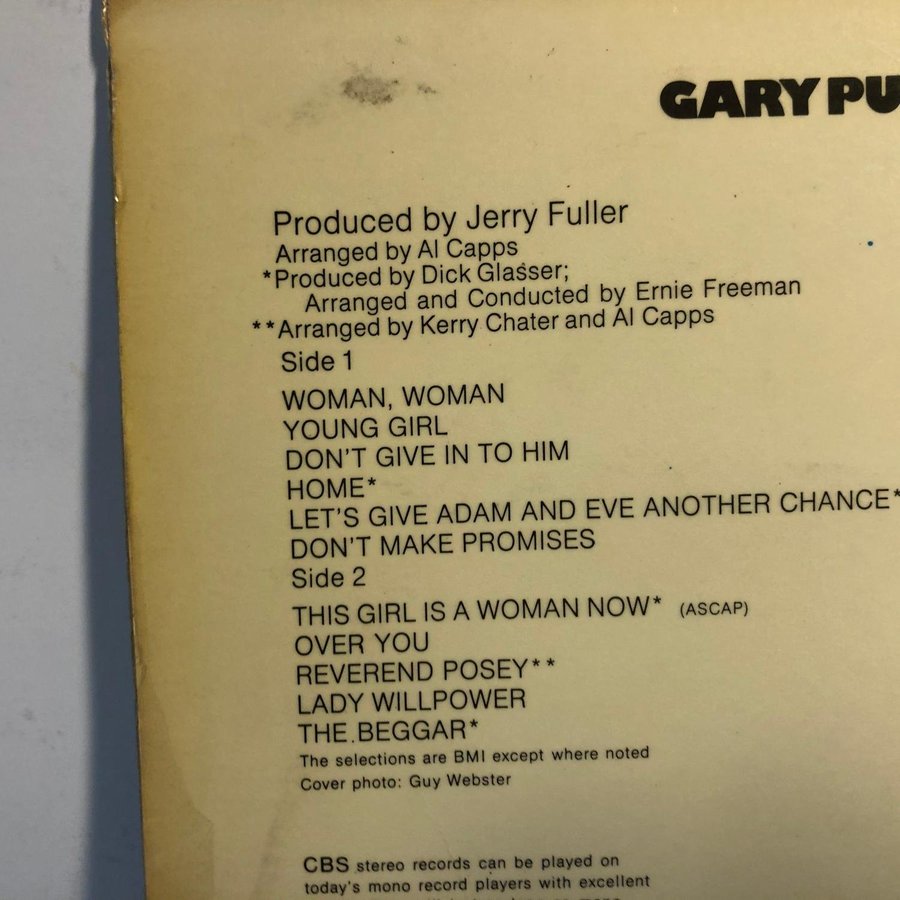 GARY PU
Produced by Jerry Fuller
Arranged by Al Capps
*Produced by Dick Glasser;
Arranged and Conducted by Ernie Freeman
**Arranged by Kerry Chater and Al Capps
Side 1
WOMAN, WOMAN
YOUNG GIRL
DON'T GIVE IN TO HIM
HOME*
LET'S GIVE ADAM AND EVE ANOTHER CHANCE*
DON'T MAKE PROMISES
Side 2
THIS GIRL IS A WOMAN NOW* (ASCAP)
OVER YOU
REVEREND POSEY**
LADY WILLPOWER
THE BEGGAR*
The selections are BMI except where noted
Cover photo: Guy Webster
CBS stereo records can be played on
today's mono record players with excellent